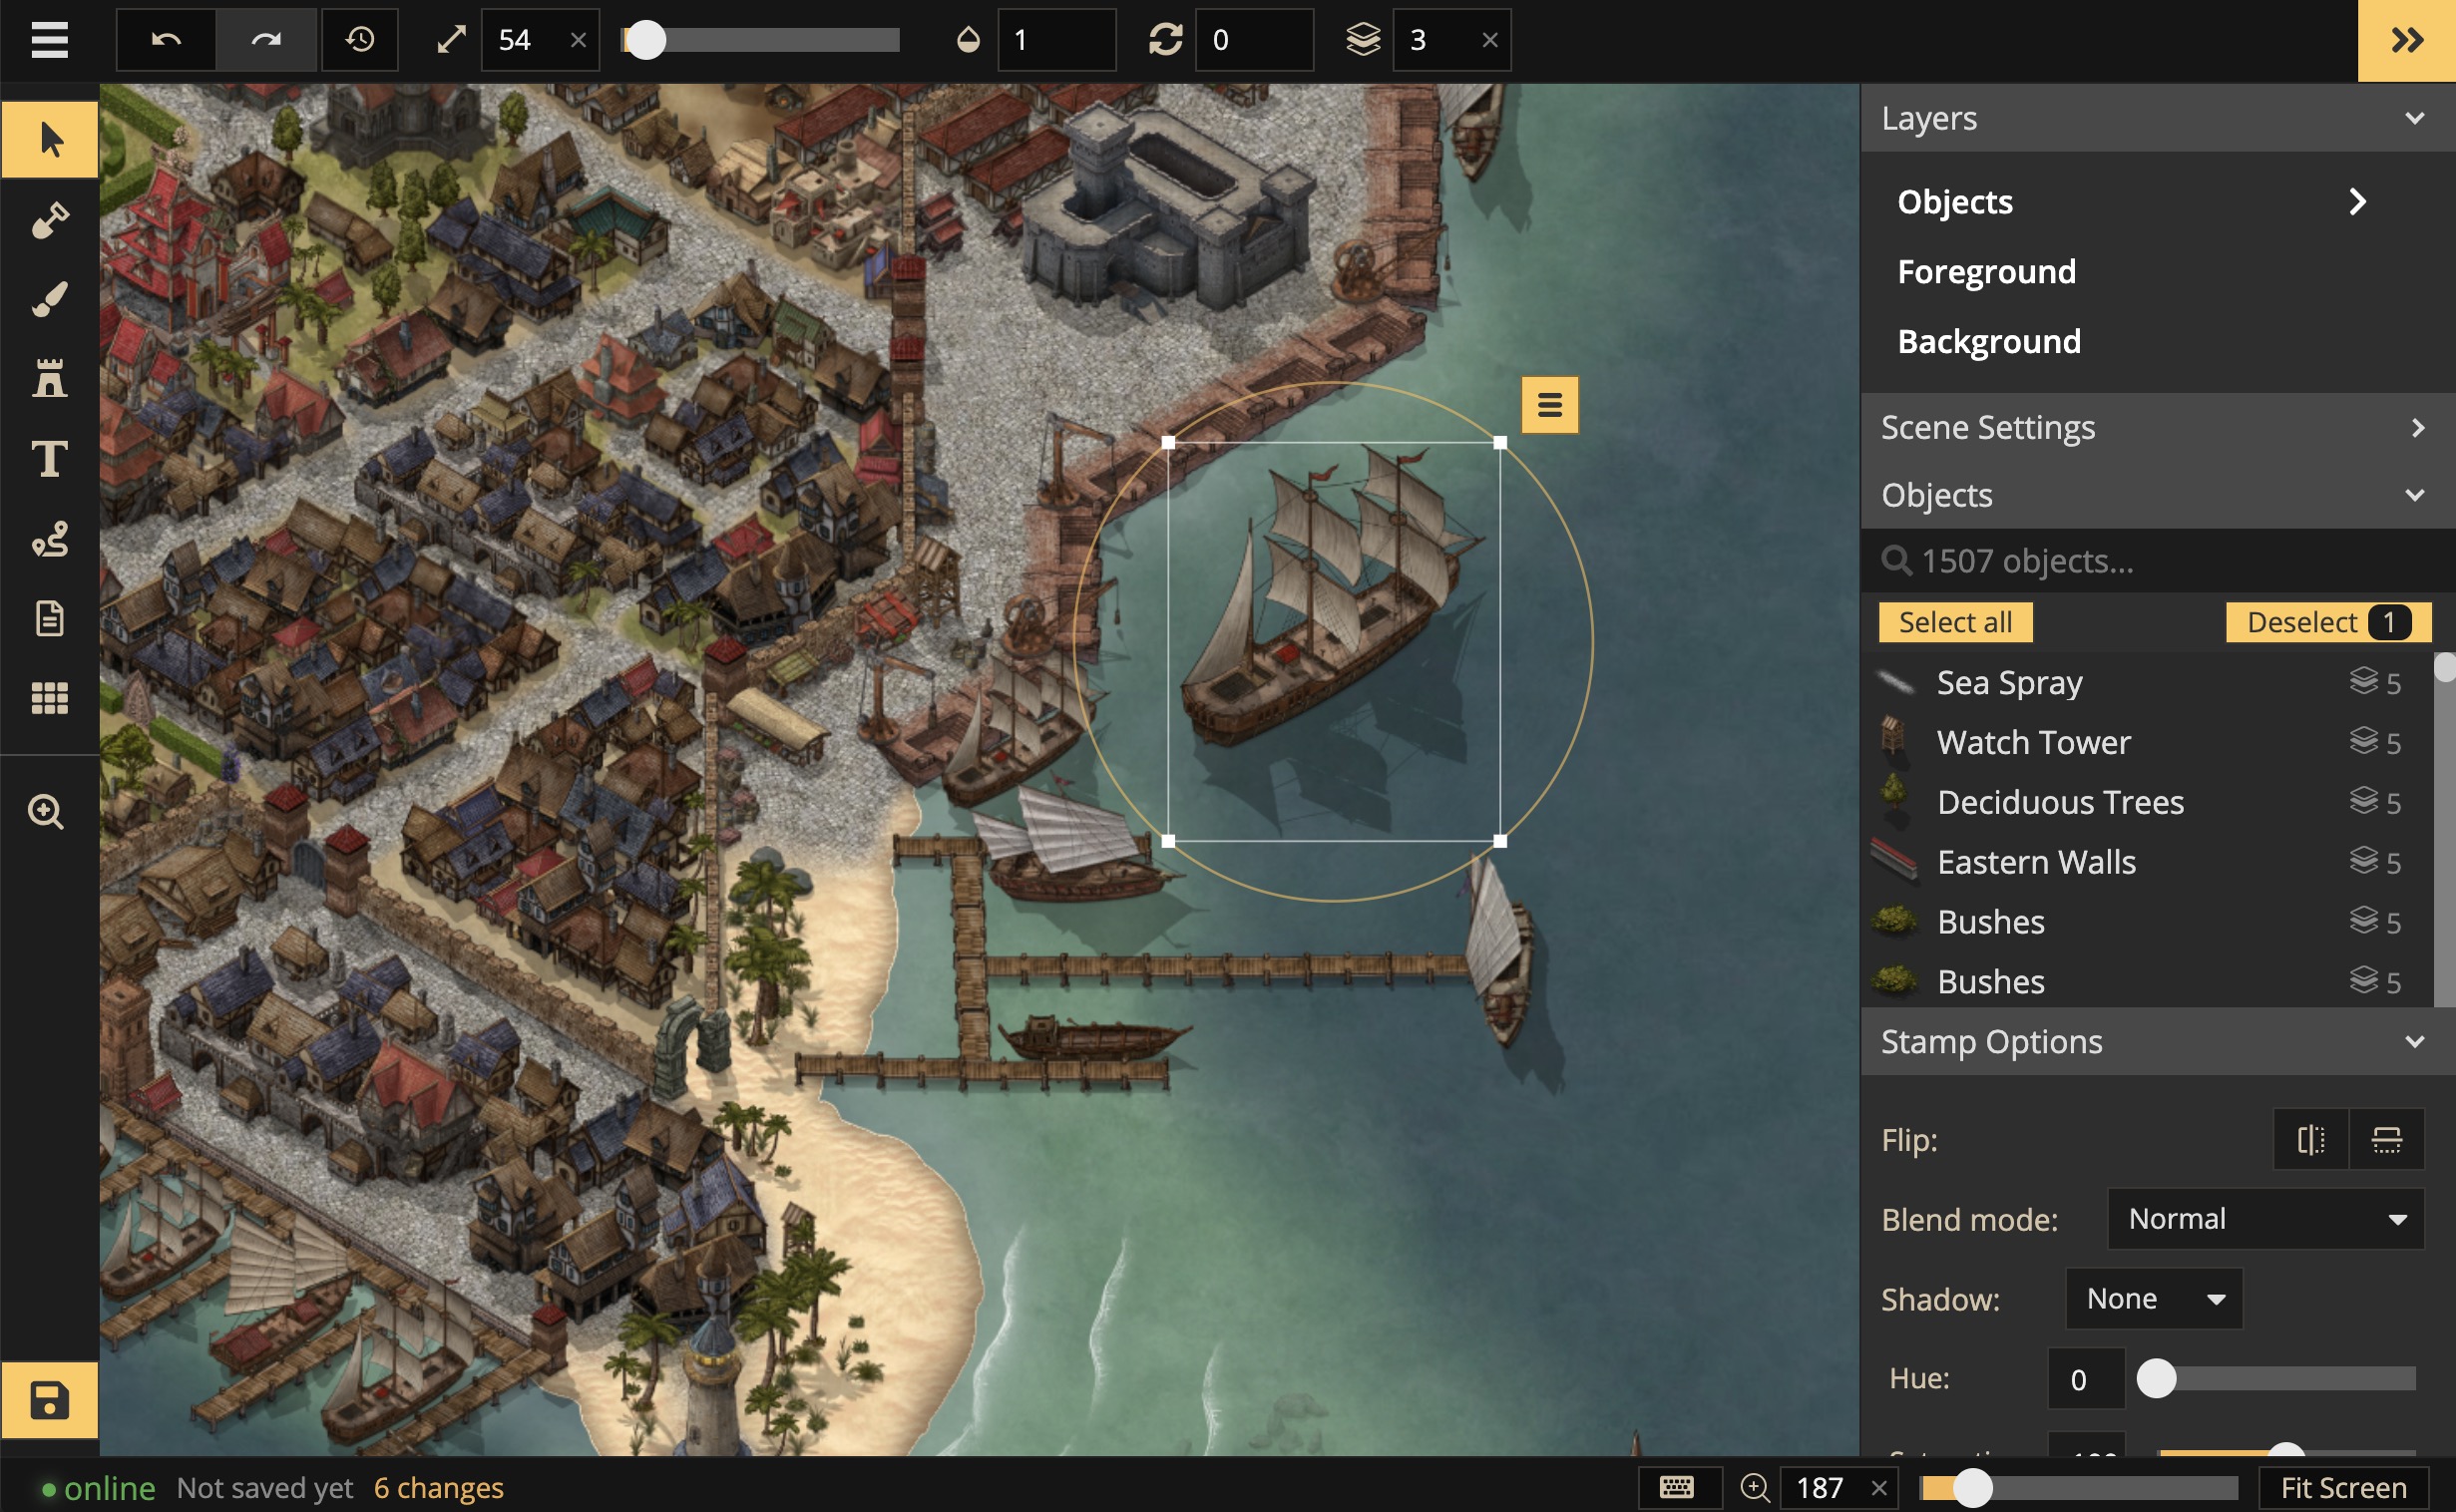 54 ×
1
0
3 ×
Layers
Objects
Foreground
Background
Scene Settings
Objects
1507 objects...
Select all
Deselect 1
Sea Spray 5
Watch Tower 5
Deciduous Trees 5
Eastern Walls 5
Bushes 5
Bushes 5
Stamp Options
Flip:
Blend mode: Normal
Shadow: None
Hue: 0
online Not saved yet 6 changes
187 ×
Fit Screen